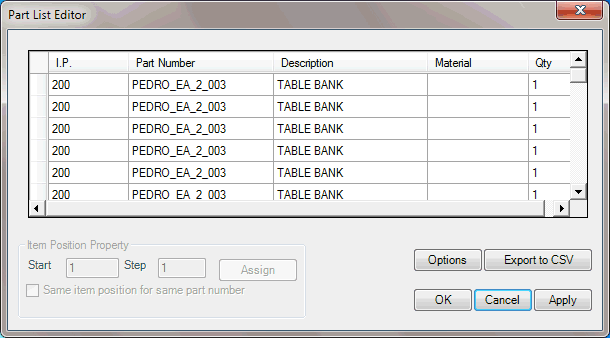 Part List Editor
I.P. Part Number Description Material Qty
200 PEDRO_EA_2_003 TABLE BANK 1
200 PEDRO_EA_2_003 TABLE BANK 1
200 PEDRO_EA_2_003 TABLE BANK 1
200 PEDRO_EA_2_003 TABLE BANK 1
200 PEDRO_EA_2_003 TABLE BANK 1
200 PEDRO_EA_2_003 TABLE BANK 1
Item Position Property
Start 1 Step 1 Assign
Same item position for same part number
Options Export to CSV
OK Cancel Apply